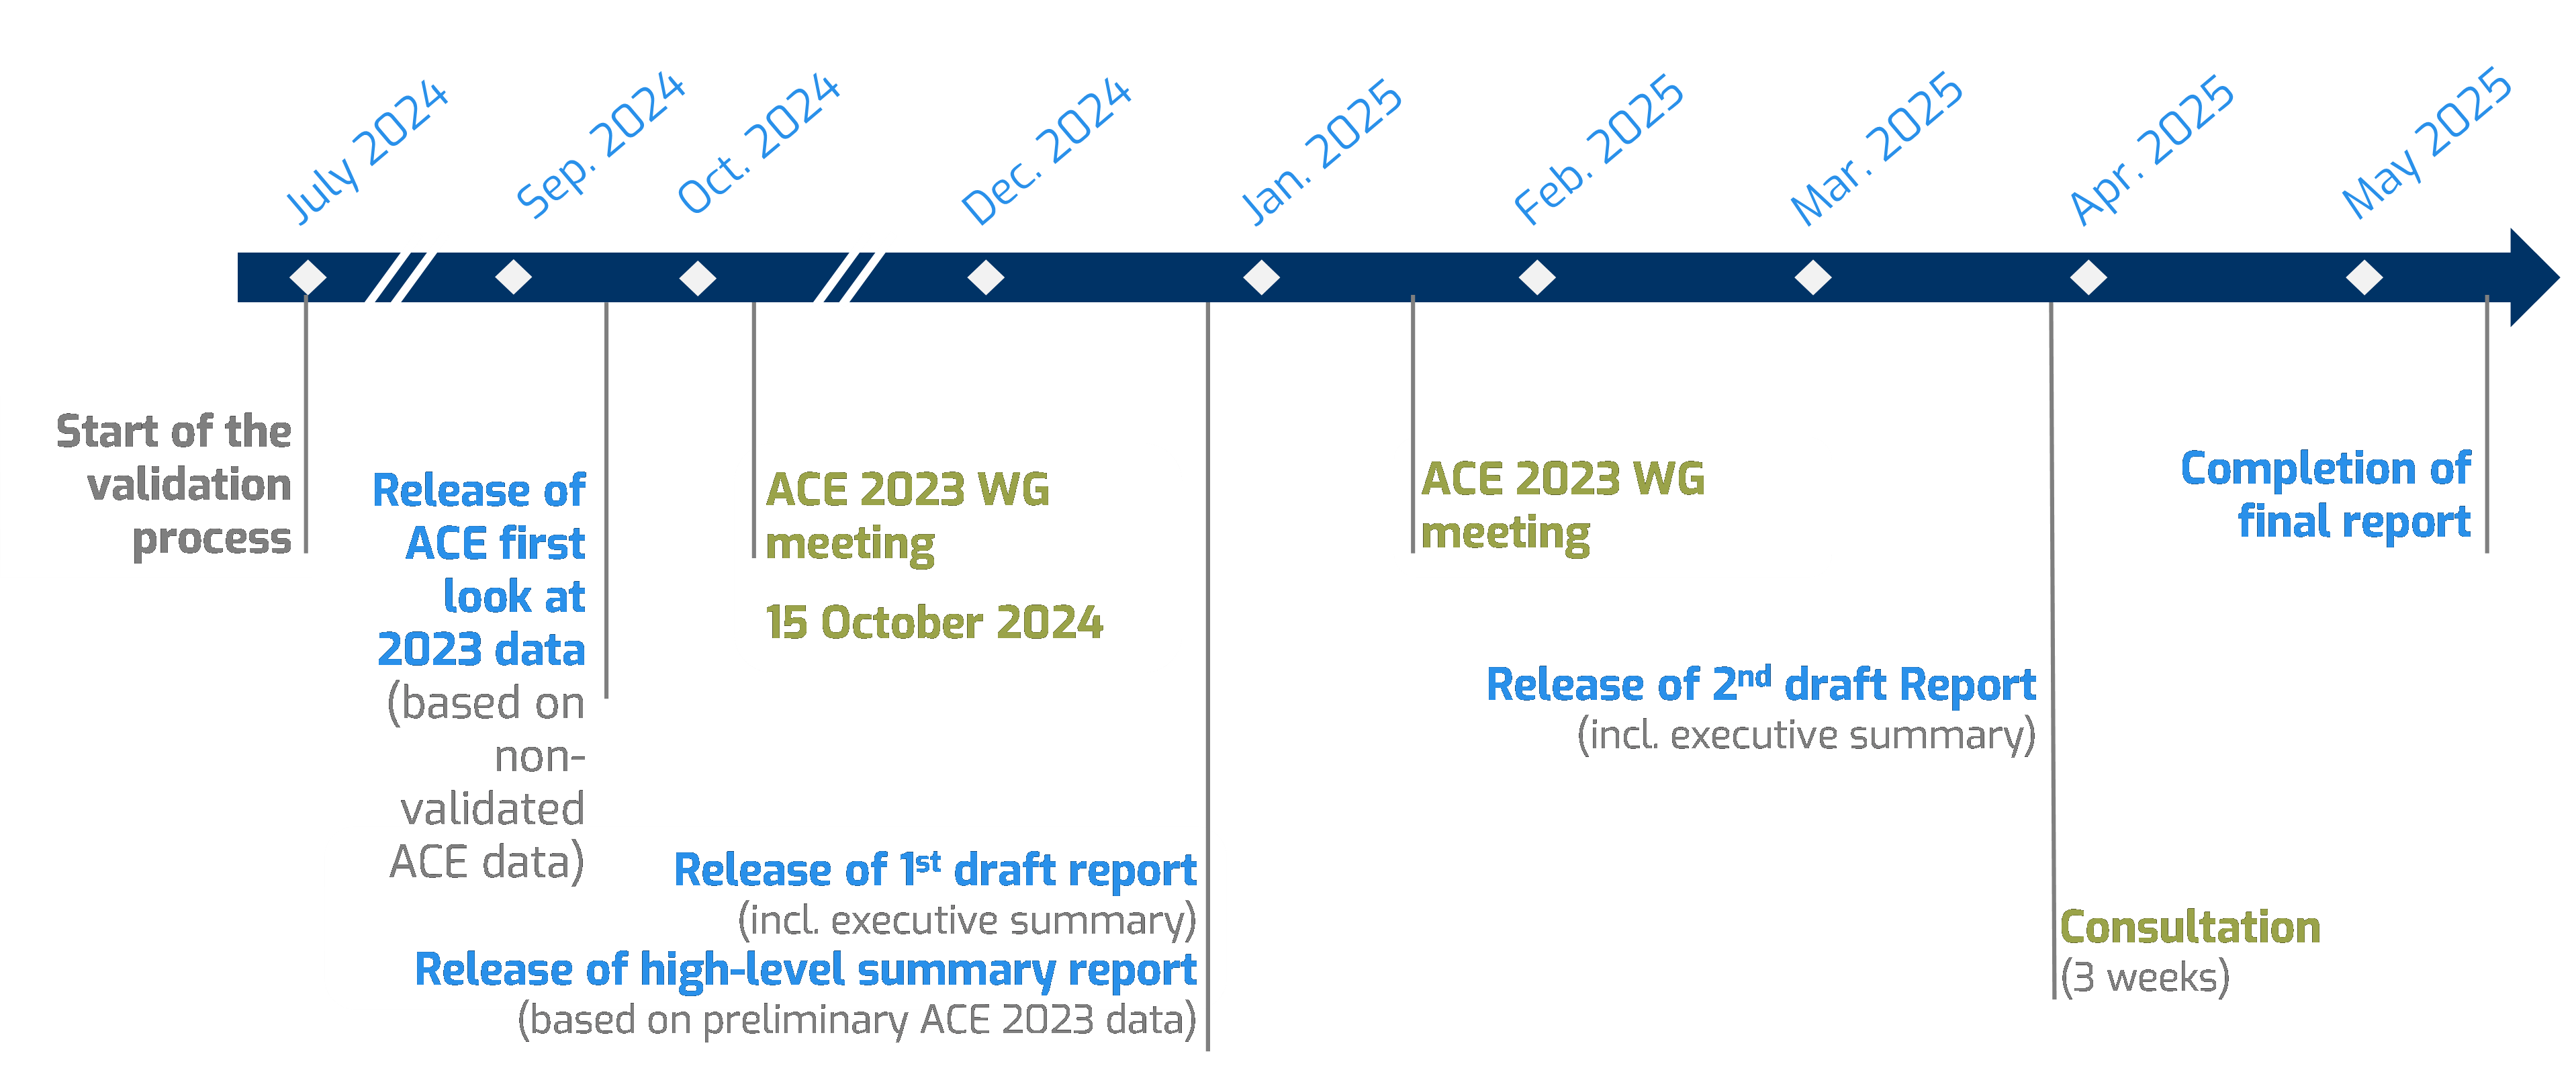 July 2024
Sep. 2024
Oct. 2024
Dec. 2024
Jan. 2025
Feb. 2025
Mar. 2025
Apr. 2025
May 2025
Start of the
validation
process
Release of
ACE first
look at
2023 data
(based on
non-
validated
ACE data)
ACE 2023 WG
meeting
15 October 2024
Release of 1st draft report
(incl. executive summary)
Release of high-level summary report
(based on preliminary ACE 2023 data)
ACE 2023 WG
meeting
Release of 2nd draft Report
(incl. executive summary)
Consultation
(3 weeks)
Completion of
final report